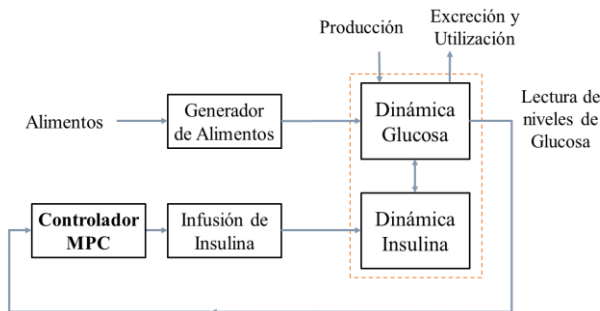 Producción
Excreción y
Utilización
Alimentos
Generador
de Alimentos
Dinámica
Glucosa
Lectura de
niveles de
Glucosa
Controlador
MPC
Infusión de
Insulina
Dinámica
Insulina